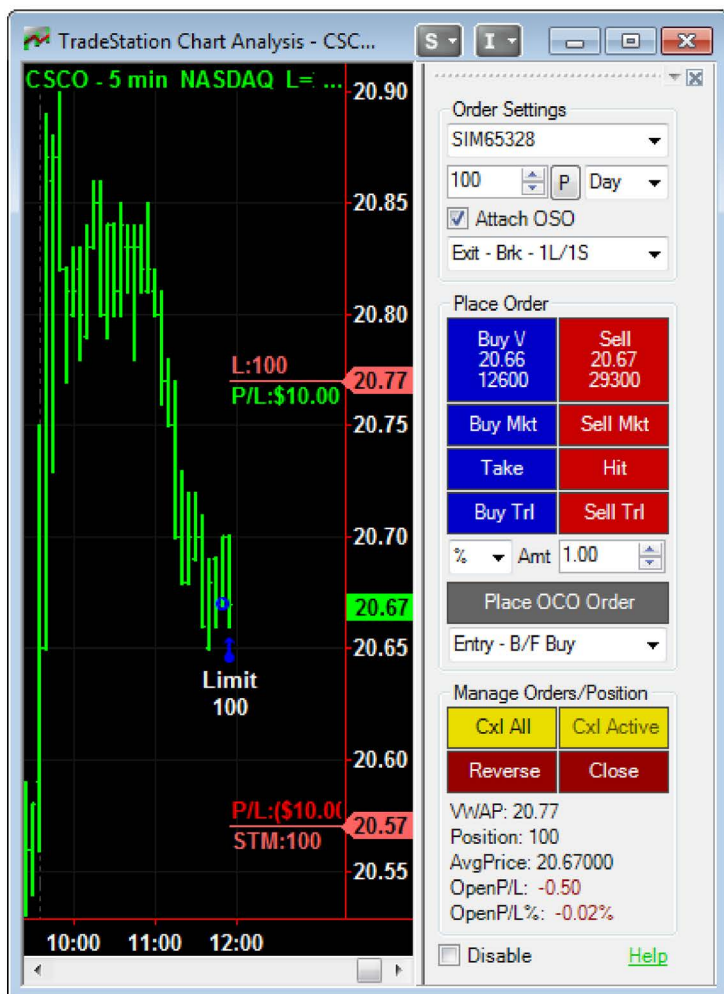 TradeStation Chart Analysis - CSC...
S
I
CSCO - 5 min NASDAQ L=: ...
20.90
20.85
20.80
L:100
20.77
P/L:$10.00
20.75
20.70
20.67
20.65
Limit
100
20.60
P/L:($10.0(
20.57
STM:100
20.55
10:00 11:00 12:00
Order Settings
SIM65328
100 P Day
Attach OSO
Exit - Brk - 1L/1S
Place Order
Buy V
20.66
12600
Sell
20.67
29300
Buy Mkt Sell Mkt
Take Hit
Buy Trl Sell Trl
% Amt 1.00
Place OCO Order
Entry - B/F Buy
Manage Orders/Position
Cxl All Cxl Active
Reverse Close
VWAP: 20.77
Position: 100
AvgPrice: 20.67000
OpenP/L: -0.50
OpenP/L%: -0.02%
Disable Help